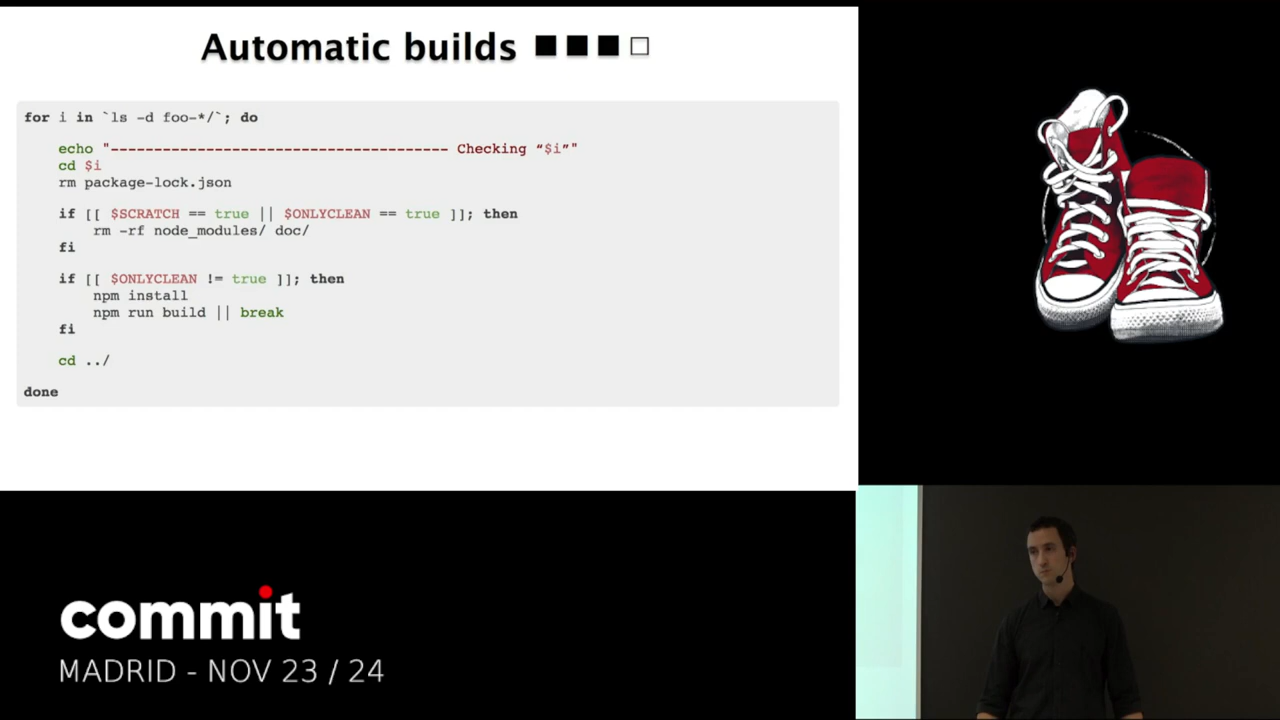 Automatic builds ■ ■ ■ □
for i in `ls -d foo-*/`; do
echo "--------------------------------------- Checking “$i”"
cd $i
rm package-lock.json
if [[ $SCRATCH == true || $ONLYCLEAN == true ]]; then
rm -rf node_modules/ doc/
fi
if [[ $ONLYCLEAN != true ]]; then
npm install
npm run build || break
fi
cd ../
done
commit
MADRID - NOV 23 / 24